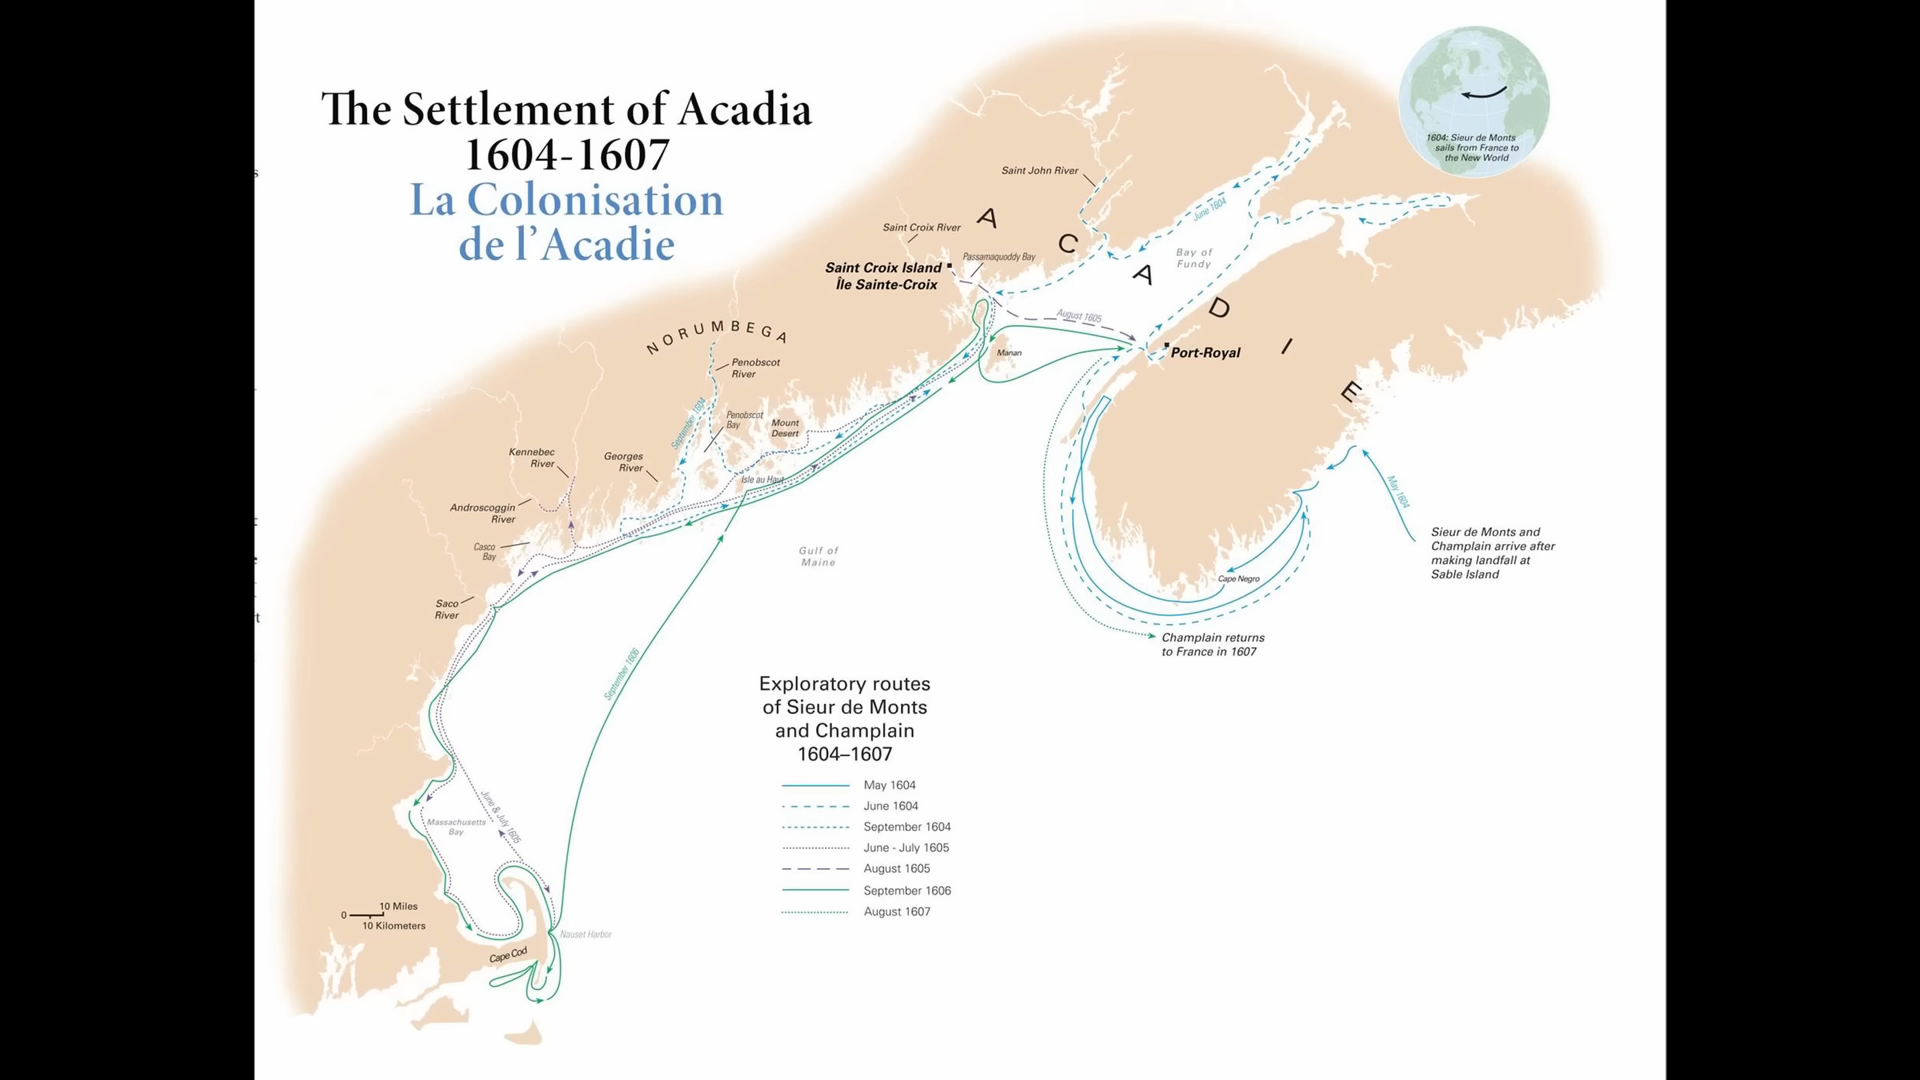 The Settlement of Acadia
1604-1607
La Colonisation
de l'Acadie
1604: Sieur de Monts
sails from France to
the New World
Saint John River
ACADIE
Saint Croix River
Passamaquoddy Bay
Saint Croix Island
Île Sainte-Croix
June 1604
Bay of
Fundy
August 1605
Manan
Port-Royal
NORUMBEGA
Penobscot
River
September 1604
Penobscot
Bay
Mount
Desert
Kennebec
River
Georges
River
Isle au Haut
Androscoggin
River
Casco
Bay
Gulf of
Maine
May 1604
Sieur de Monts and
Champlain arrive after
making landfall at
Sable Island
Cape Negro
Saco
River
Champlain returns
to France in 1607
September 1606
Exploratory routes
of Sieur de Monts
and Champlain
1604–1607
May 1604
June 1604
September 1604
June - July 1605
August 1605
September 1606
August 1607
June & July 1605
Massachusetts
Bay
0 10 Miles
10 Kilometers
Nauset Harbor
Cape Cod